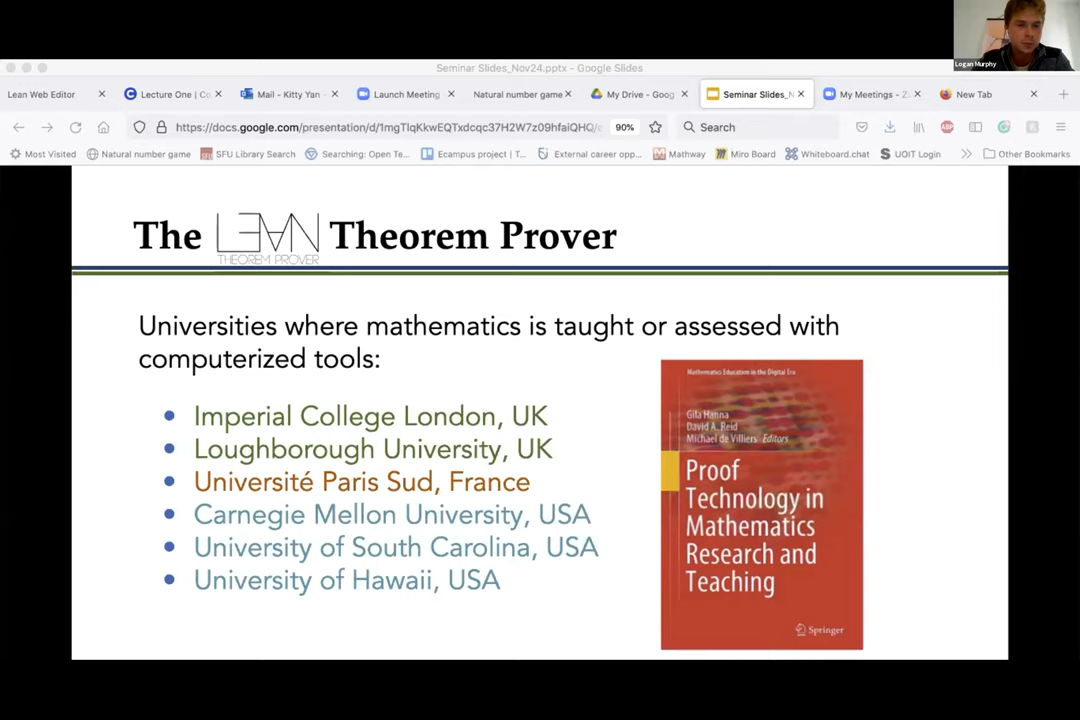 Logan Murphy
Seminar Slides_Nov24.pptx - Google Slides
Lean Web Editor
Lecture One | Co
Mail - Kitty Yan -
Launch Meeting
Natural number game
My Drive - Goog
Seminar Slides_N
My Meetings - Z
New Tab
https://docs.google.com/presentation/d/1mgTlqKkwEQTxdcqc37H2W7z09hfaiQHQ/e
90%
Search
ABP
Most Visited
Natural number game
SFU Library Search
Searching: Open Te...
Ecampus project | T...
External career opp...
Mathway
Miro Board
Whiteboard.chat
UOIT Login
Other Bookmarks
The LEAN Theorem Prover
THEOREM PROVER
Universities where mathematics is taught or assessed with
computerized tools:
• Imperial College London, UK
• Loughborough University, UK
• Université Paris Sud, France
• Carnegie Mellon University, USA
• University of South Carolina, USA
• University of Hawaii, USA
Mathematics Education in the Digital Era
Gila Hanna
David A. Reid
Michael de Villiers Editors
Proof
Technology in
Mathematics
Research and
Teaching
Springer